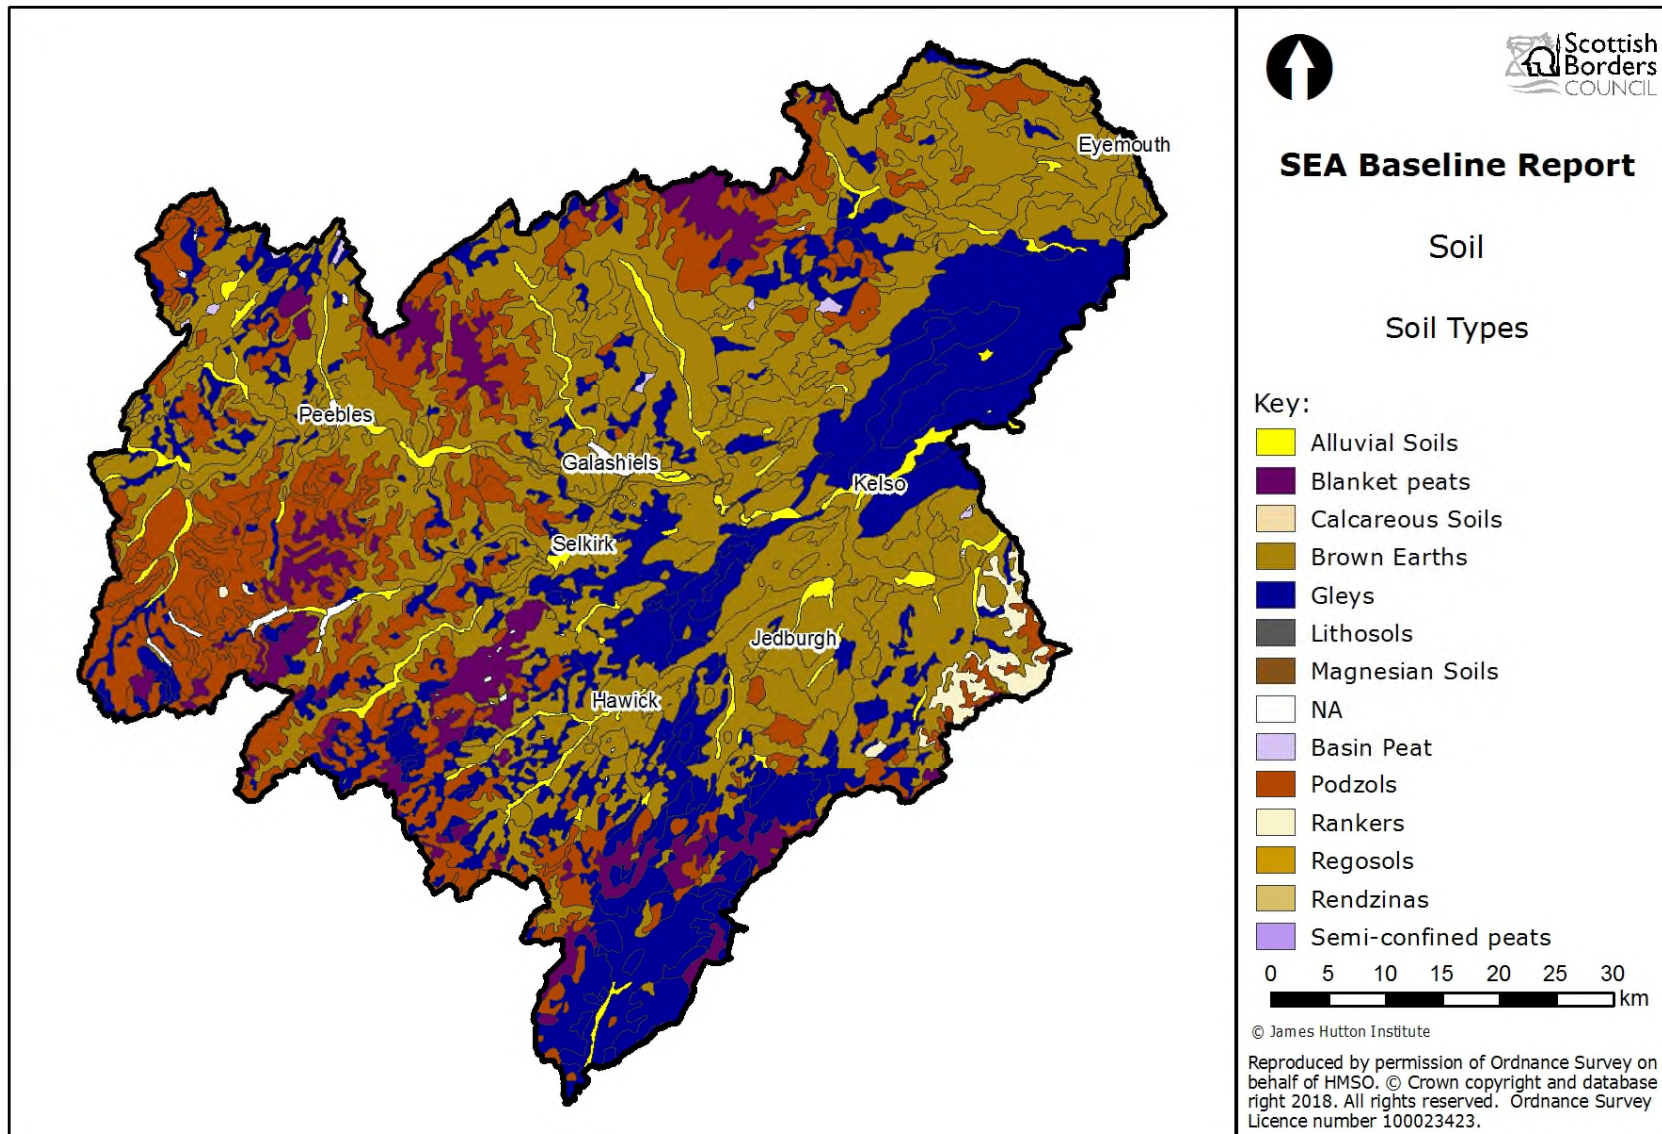 Eyemouth
Peebles
Galashiels
Kelso
Selkirk
Jedburgh
Hawick
Scottish
Borders
COUNCIL
SEA Baseline Report
Soil
Soil Types
Key:
Alluvial Soils
Blanket peats
Calcareous Soils
Brown Earths
Gleys
Lithosols
Magnesian Soils
NA
Basin Peat
Podzols
Rankers
Regosols
Rendzinas
Semi-confined peats
0 5 10 15 20 25 30
km
© James Hutton Institute
Reproduced by permission of Ordnance Survey on
behalf of HMSO. © Crown copyright and database
right 2018. All rights reserved. Ordnance Survey
Licence number 100023423.